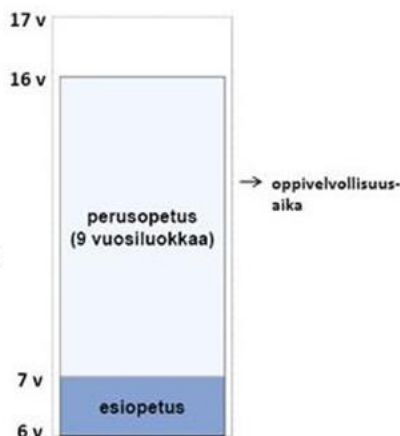 17 v
16 v
oppivelvollisuus-
aika
perusopetus
(9 vuosiluokkaa)
7 v
esiopetus
6 v